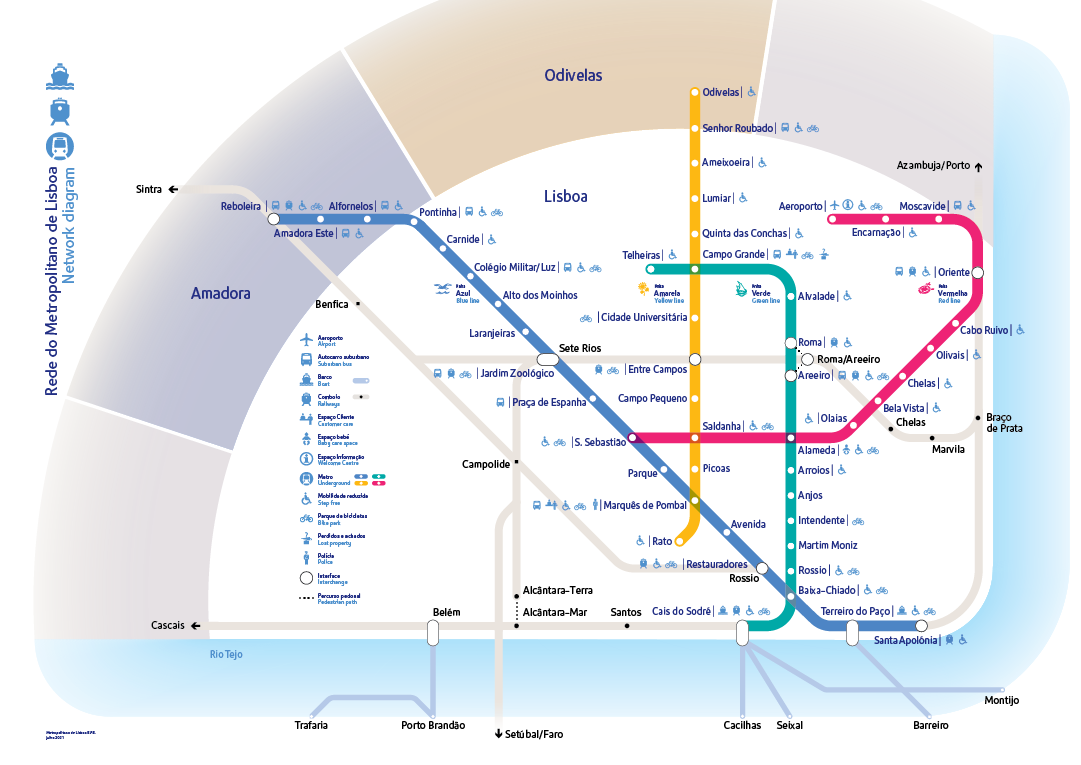 Rede do Metropolitano de Lisboa
Network diagram
Odivelas
Lisboa
Amadora
Odivelas
Senhor Roubado
Ameixoeira
Lumiar
Quinta das Conchas
Campo Grande
Telheiras
Azambuja/Porto
Aeroporto
Moscavide
Encarnação
Oriente
Sintra
Reboleira
Alfornelos
Pontinha
Amadora Este
Carnide
Colégio Militar/Luz
Alto dos Moinhos
Laranjeiras
Linha
Azul
Blue line
Linha
Amarela
Yellow line
Linha
Verde
Green line
Linha
Vermelha
Red line
Alvalade
Benfica
Cidade Universitária
Cabo Ruivo
Roma
Sete Rios
Roma/Areeiro
Olivais
Jardim Zoológico
Entre Campos
Areeiro
Chelas
Praça de Espanha
Campo Pequeno
Bela Vista
Olaias
Chelas
Braço
de Prata
Saldanha
S. Sebastião
Marvila
Alameda
Campolide
Parque
Picoas
Arroios
Anjos
Marquês de Pombal
Avenida
Intendente
Rato
Martim Moniz
Restauradores
Rossio
Rossio
Baixa-Chiado
Alcântara-Terra
Belém
Alcântara-Mar
Santos
Cais do Sodré
Terreiro do Paço
Cascais
Santa Apolónia
Rio Tejo
Montijo
Trafaria
Porto Brandão
Cacilhas
Seixal
Barreiro
Setúbal/Faro
Aeroporto
Airport
Autocarro suburbano
Suburban bus
Barco
Boat
Comboio
Railways
Espaço Cliente
Customer care
Espaço bebé
Baby care space
Espaço Informação
Welcome Centre
Metro
Underground
Mobilidade reduzida
Step free
Parque de bicicletas
Bike park
Perdidos e achados
Lost property
Polícia
Police
Interface
Interchange
Percurso pedonal
Pedestrian path
Metropolitano de Lisboa E.P.E.